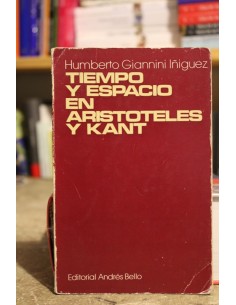 Humberto Giannini Iñiguez
TIEMPO
Y ESPACIO
EN
ARISTOTELES
Y KANT
Editorial Andrés Bello